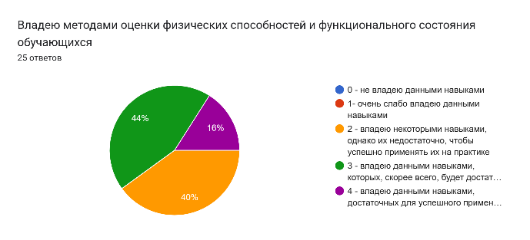 Владею методами оценки физических способностей и функционального состояния
обучающихся
25 ответов
44%
16%
40%
0 - не владею данными навыками
1- очень слабо владею данными
навыками
2 - владею некоторыми навыками,
однако их недостаточно, чтобы
успешно применять их на практике
3 - владею данными навыками,
которых, скорее всего, будет достат…
4 - владею данными навыками,
достаточных для успешного примен…